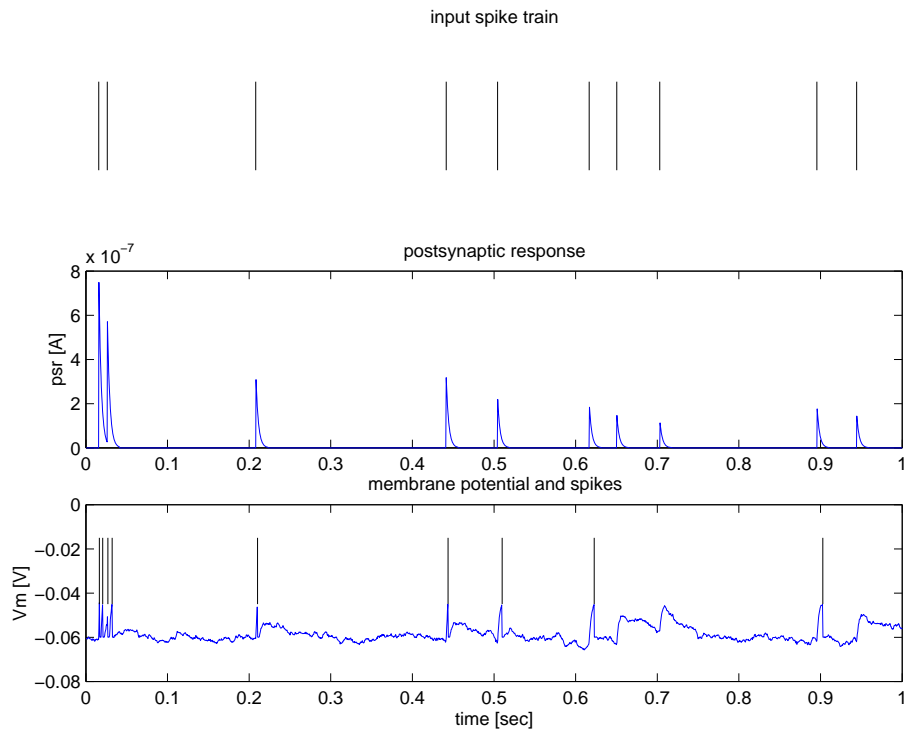 input spike train
x 10−7
postsynaptic response
8
6
4
2
0
psr [A]
0 0.1 0.2 0.3 0.4 0.5 0.6 0.7 0.8 0.9 1
membrane potential and spikes
0
−0.02
−0.04
−0.06
−0.08
Vm [V]
0 0.1 0.2 0.3 0.4 0.5 0.6 0.7 0.8 0.9 1
time [sec]